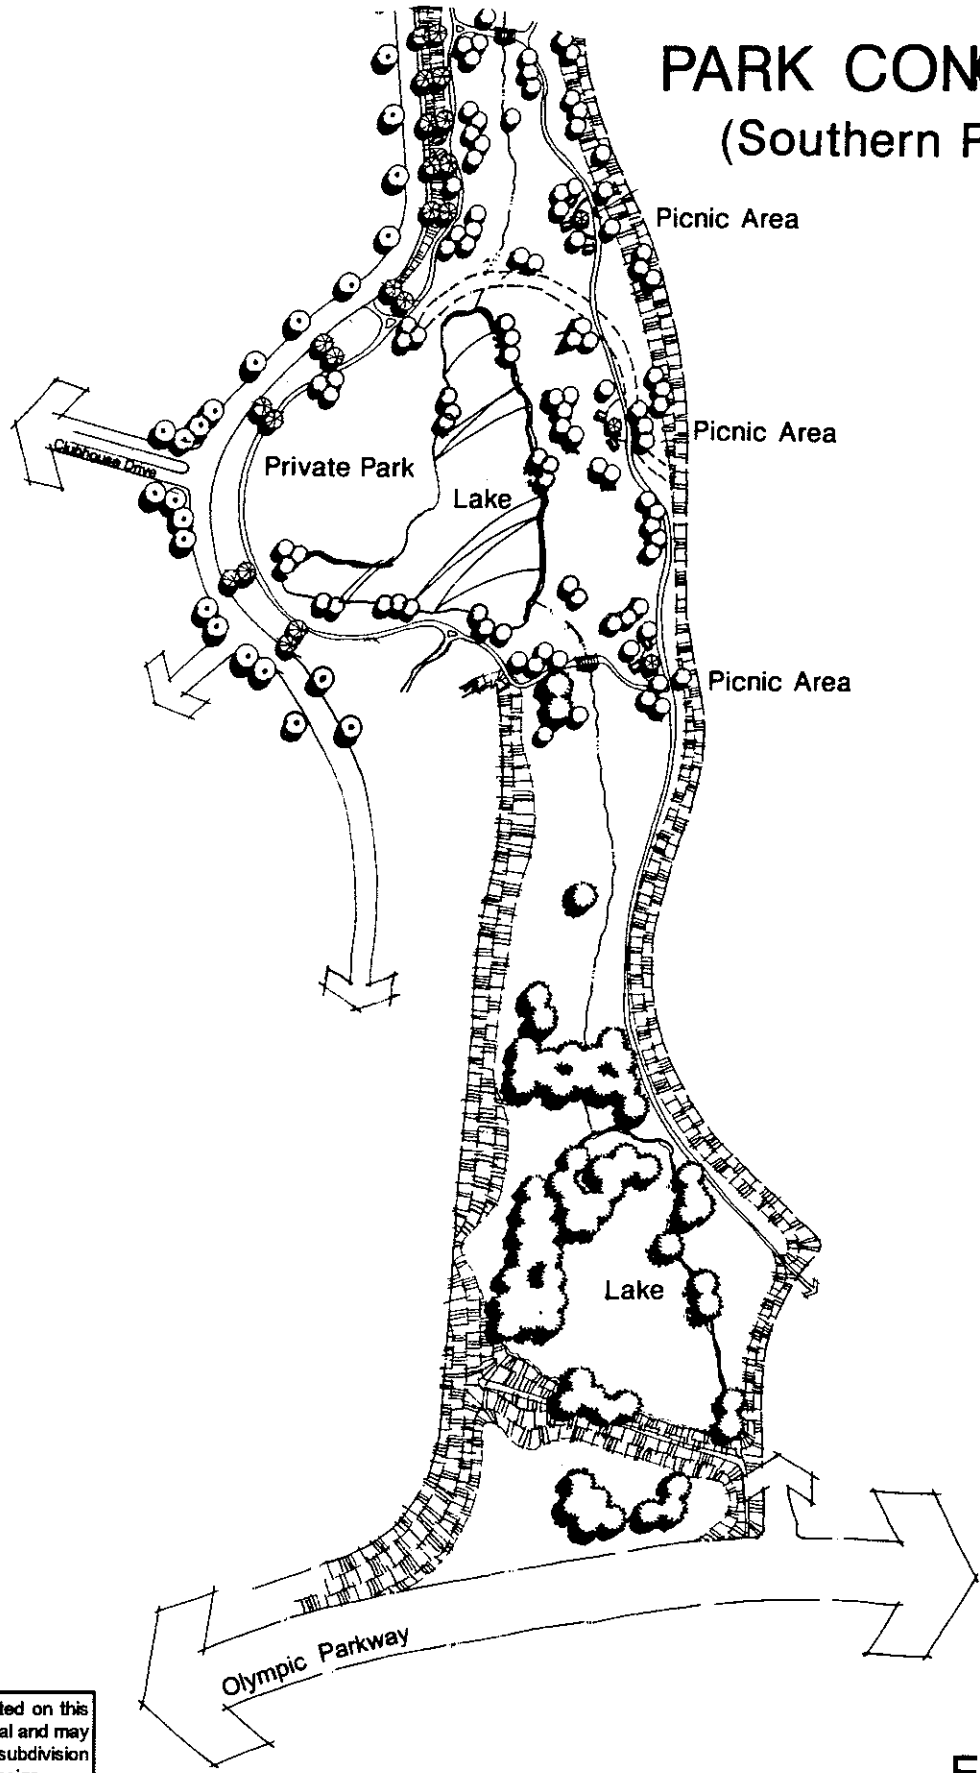 PARK CON
(Southern P
Picnic Area
Picnic Area
Clubhouse Drive
Private Park
Lake
Picnic Area
Lake
Olympic Parkway
ted on this
al and may
subdivision